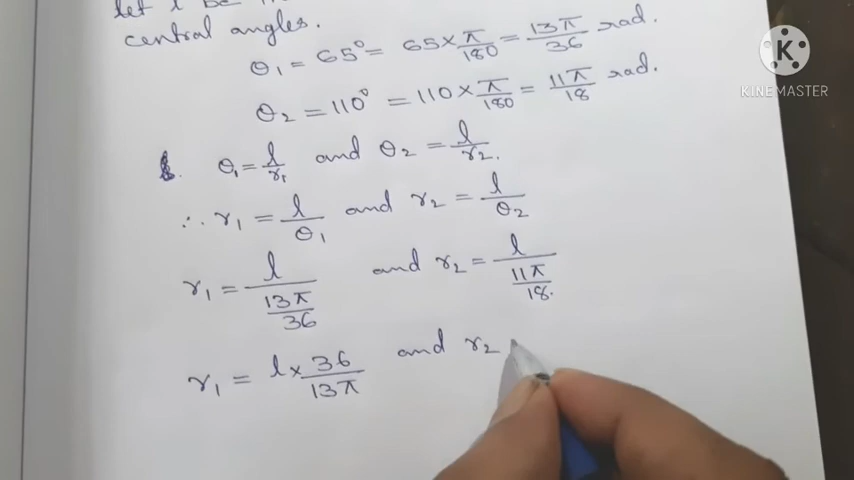 let l be
central angles.
θ₁ = 65° = 65 × π/180 = 13π/36 rad.
θ₂ = 110° = 110 × π/180 = 11π/18 rad.
θ₁ = l/r₁ and θ₂ = l/r₂.
∴ r₁ = l/θ₁ and r₂ = l/θ₂
r₁ = l/(13π/36) and r₂ = l/(11π/18.)
r₁ = l × 36/13π and r₂
K
KINEMASTER